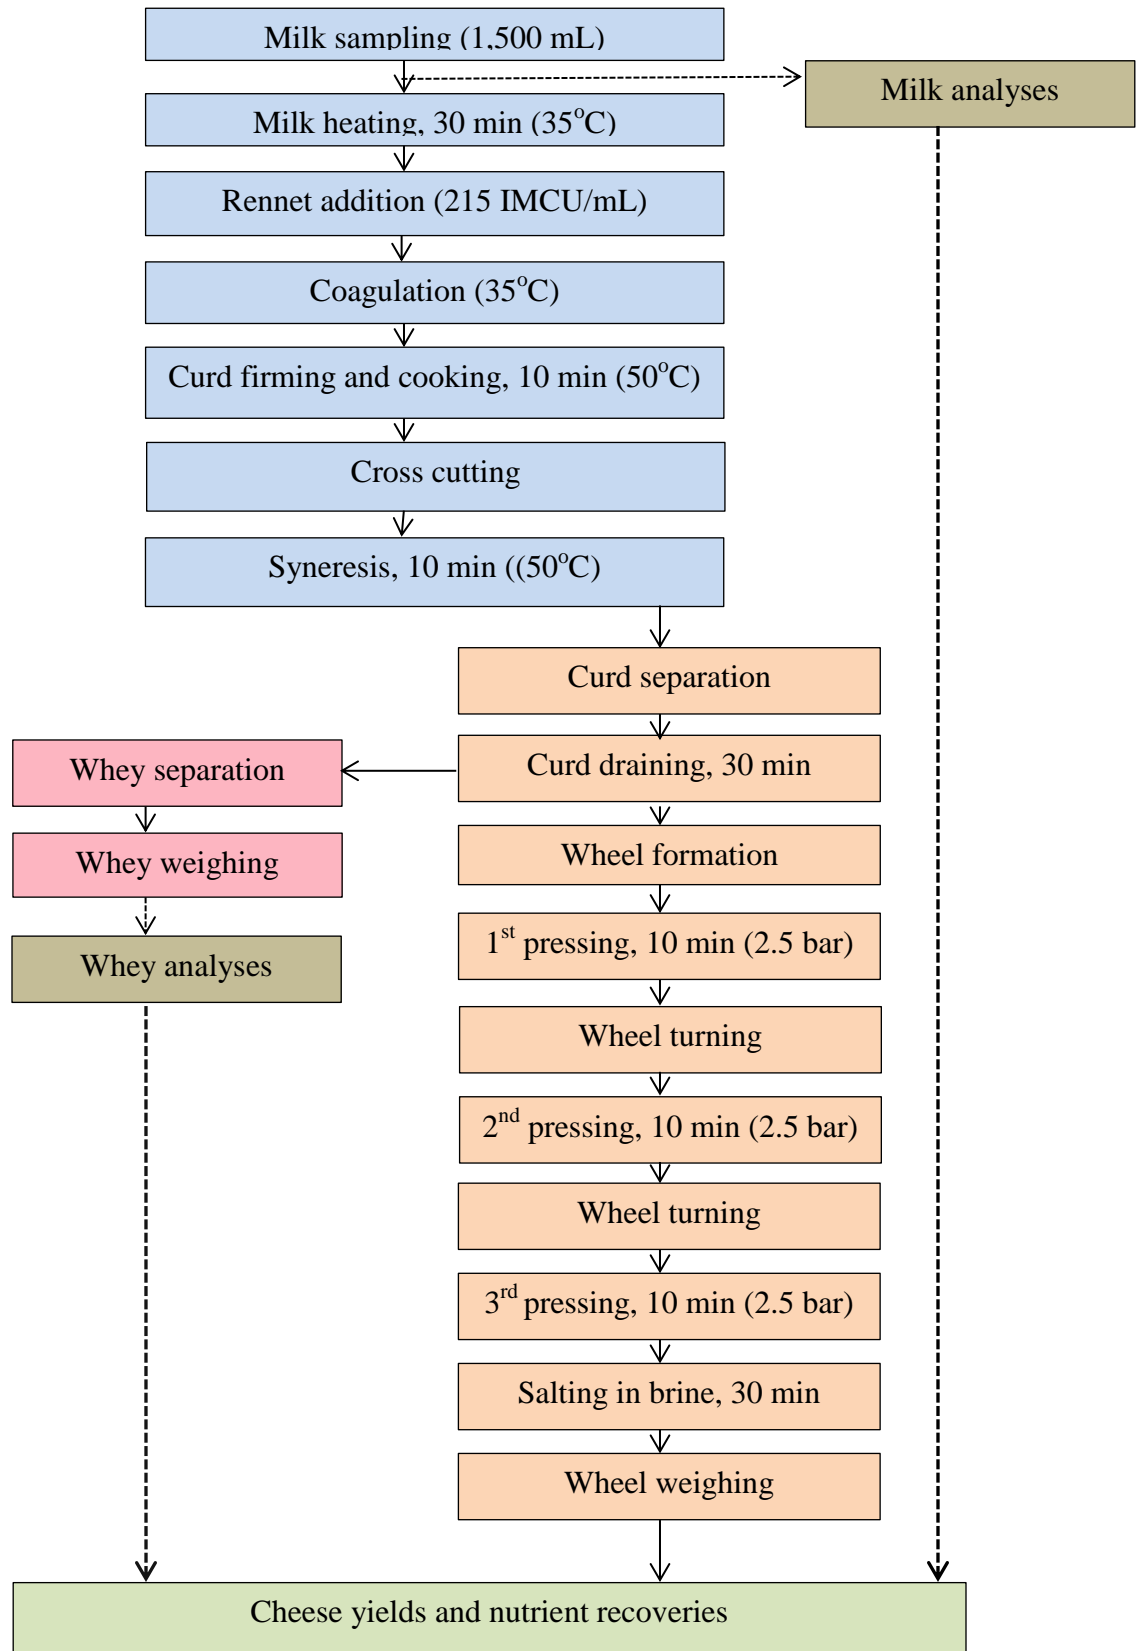 Milk sampling (1,500 mL)
Milk analyses
Milk heating, 30 min (35°C)
Rennet addition (215 IMCU/mL)
Coagulation (35°C)
Curd firming and cooking, 10 min (50°C)
Cross cutting
Syneresis, 10 min ((50°C)
Curd separation
Whey separation
Curd draining, 30 min
Whey weighing
Wheel formation
1st pressing, 10 min (2.5 bar)
Whey analyses
Wheel turning
2nd pressing, 10 min (2.5 bar)
Wheel turning
3rd pressing, 10 min (2.5 bar)
Salting in brine, 30 min
Wheel weighing
Cheese yields and nutrient recoveries